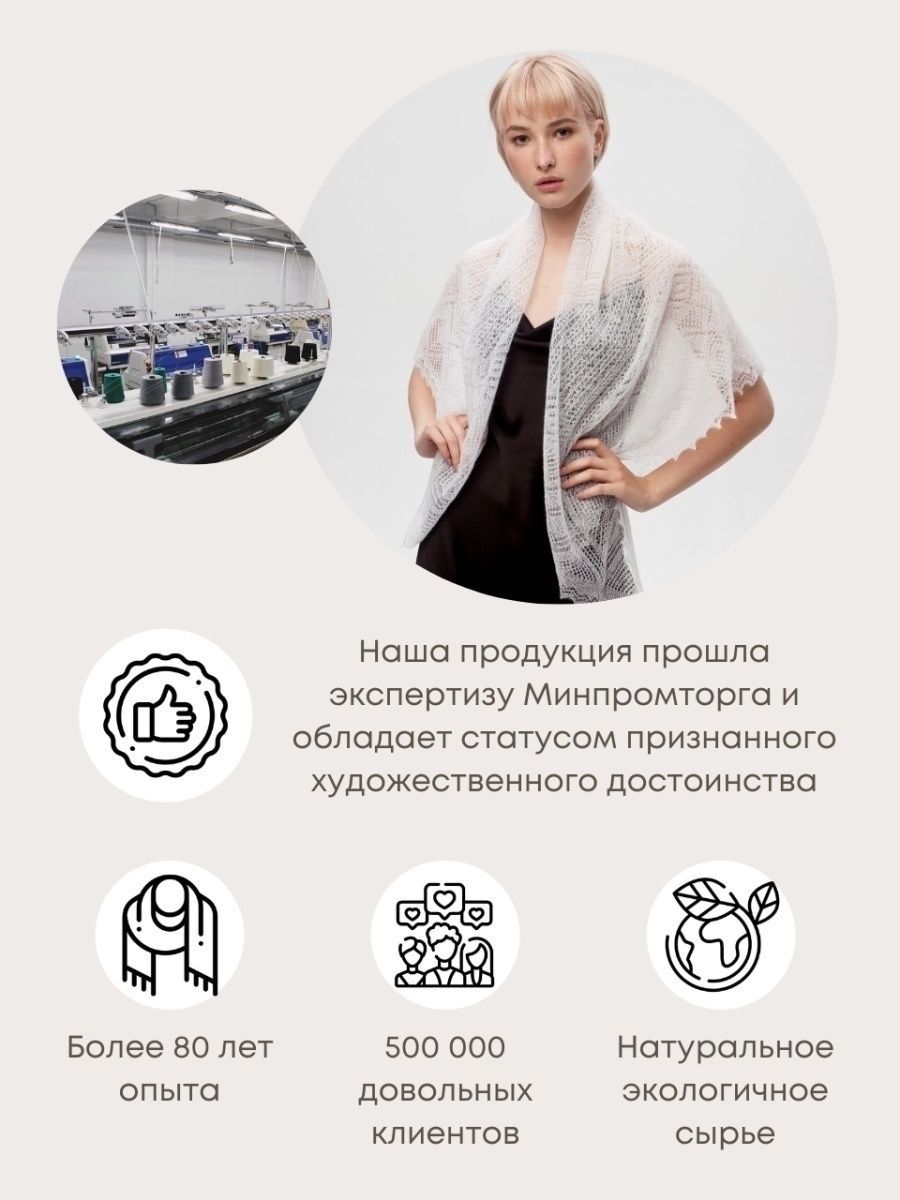 Наша продукция прошла
экспертизу Минпромторга и
обладает статусом признанного
художественного достоинства
Более 80 лет
опыта
500 000
довольных
клиентов
Натуральное
экологичное
сырье